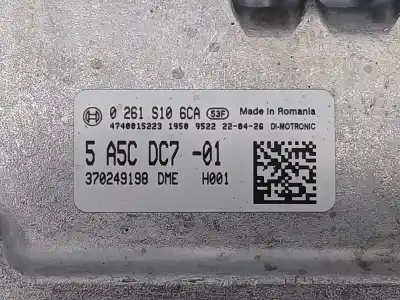 0 261 S10 6CA 53F Made in Romania
4740015223 1950 9522 22-04-26 DI-MOTRONIC
5 A5C DC7 -01
370249198 DME H001